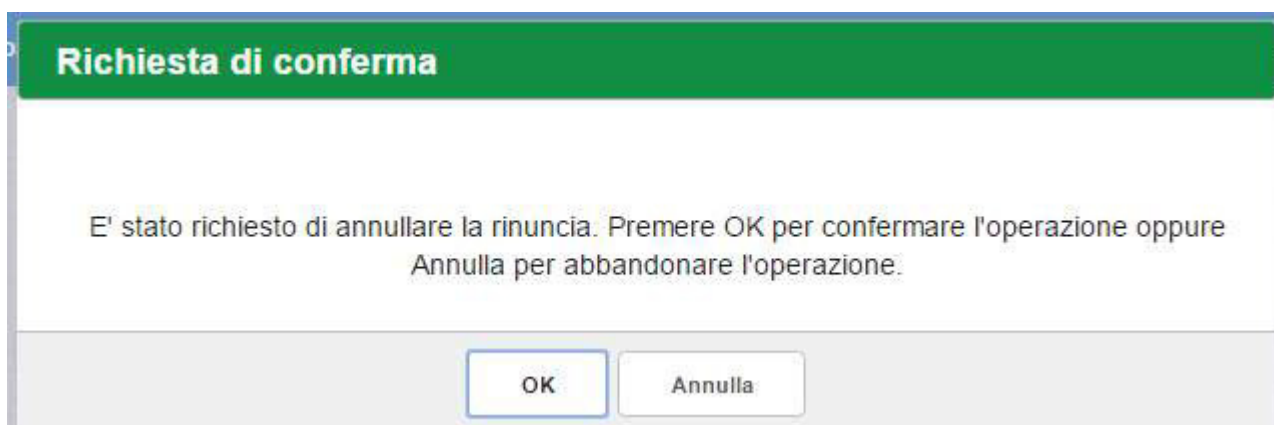 Richiesta di conferma
E' stato richiesto di annullare la rinuncia. Premere OK per confermare l'operazione oppure
Annulla per abbandonare l'operazione.
OK
Annulla